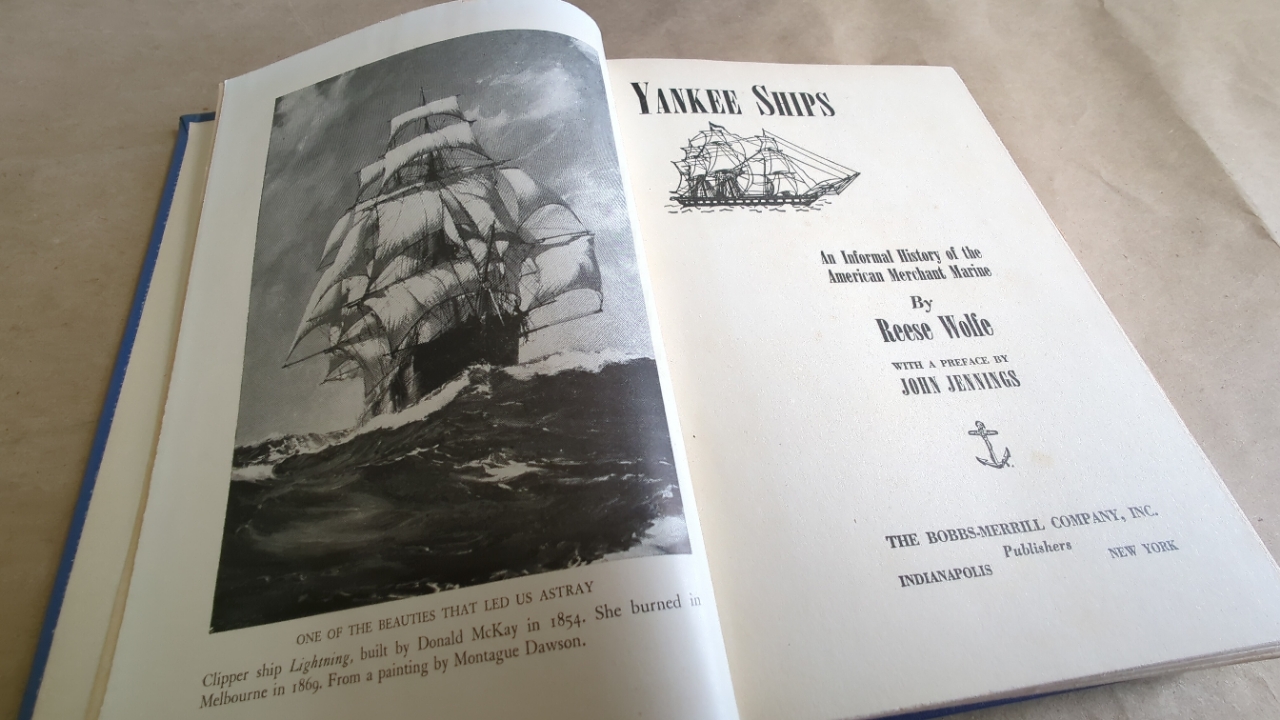 ONE OF THE BEAUTIES THAT LED US ASTRAY
Clipper ship Lightning, built by Donald McKay in 1854. She burned in
Melbourne in 1869. From a painting by Montague Dawson.
YANKEE SHIPS
An Informal History of the
American Merchant Marine
By
Reese Wolfe
WITH A PREFACE BY
JOHN JENNINGS
THE BOBBS-MERRILL COMPANY, INC.
Publishers
INDIANAPOLIS NEW YORK